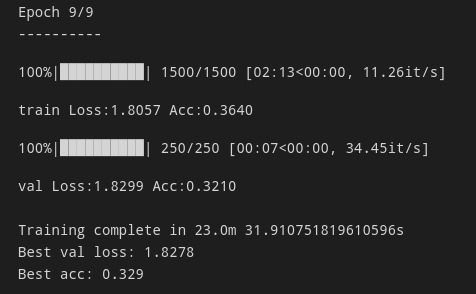 Epoch 9/9
----------
100%|██████████| 1500/1500 [02:13<00:00, 11.26it/s]
train Loss:1.8057 Acc:0.3640
100%|██████████| 250/250 [00:07<00:00, 34.45it/s]
val Loss:1.8299 Acc:0.3210
Training complete in 23.0m 31.910751819610596s
Best val loss: 1.8278
Best acc: 0.329